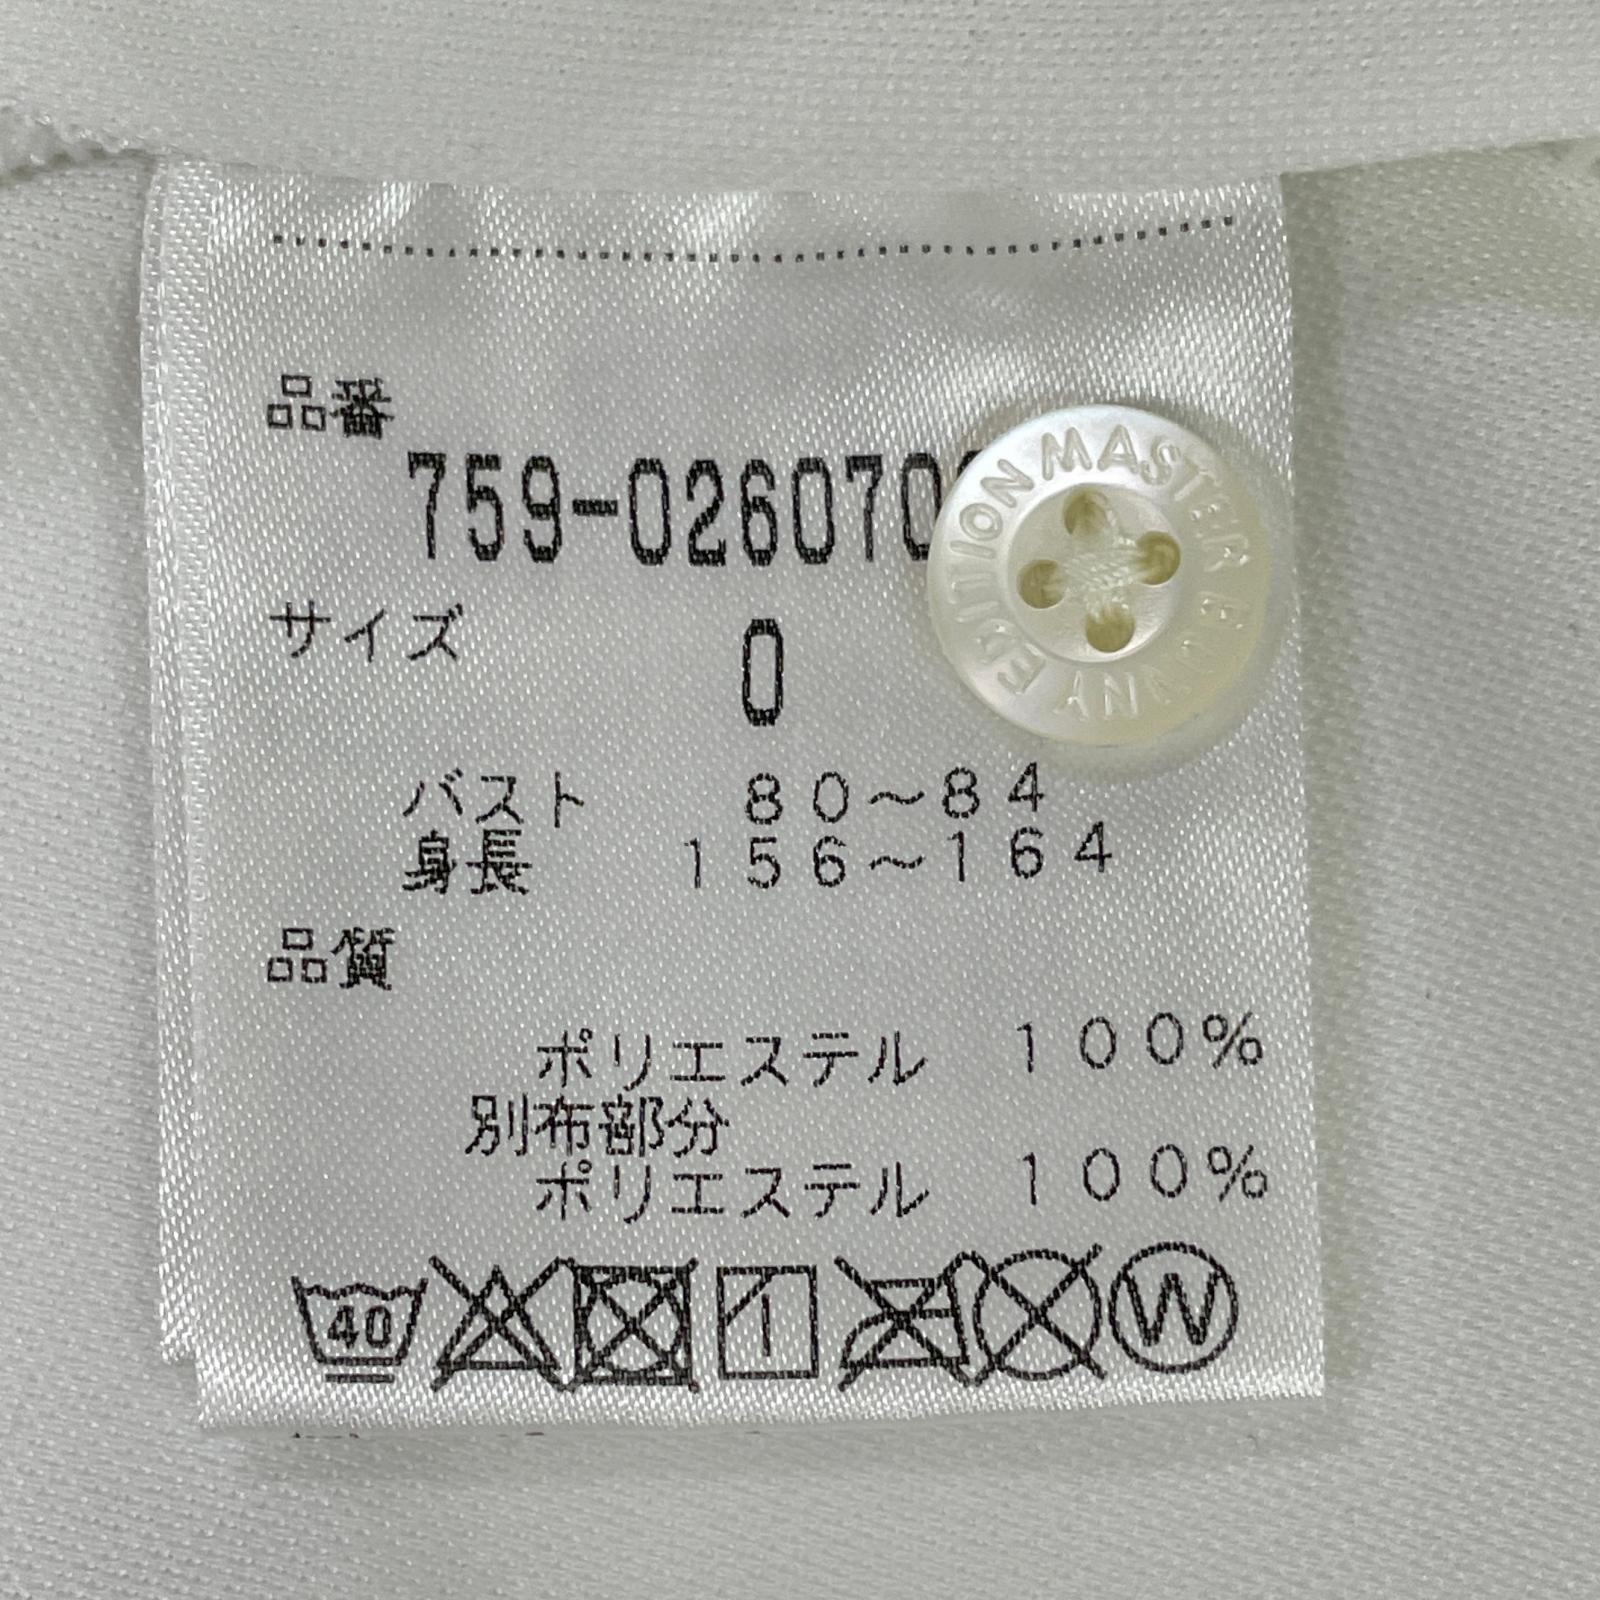 品番
759-026070
サイズ 0
バスト 80～84
身長 156～164
品質
ポリエステル 100%
別布部分
ポリエステル 100%
40
W
MASTER & COMPANY EDITION